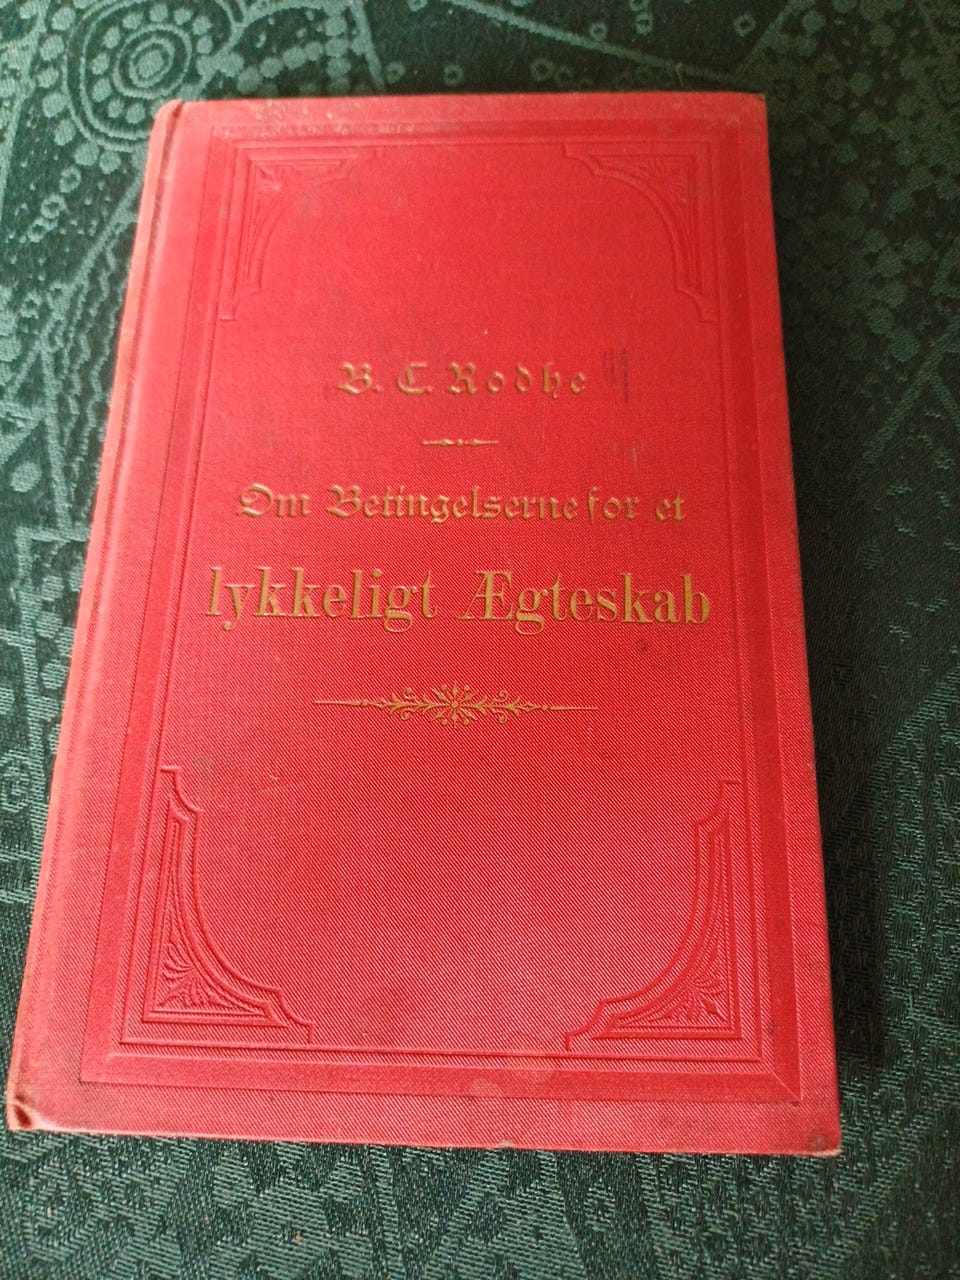 B. C. Rodhe
Om Betingelserne for et
lykkeligt Ægteskab